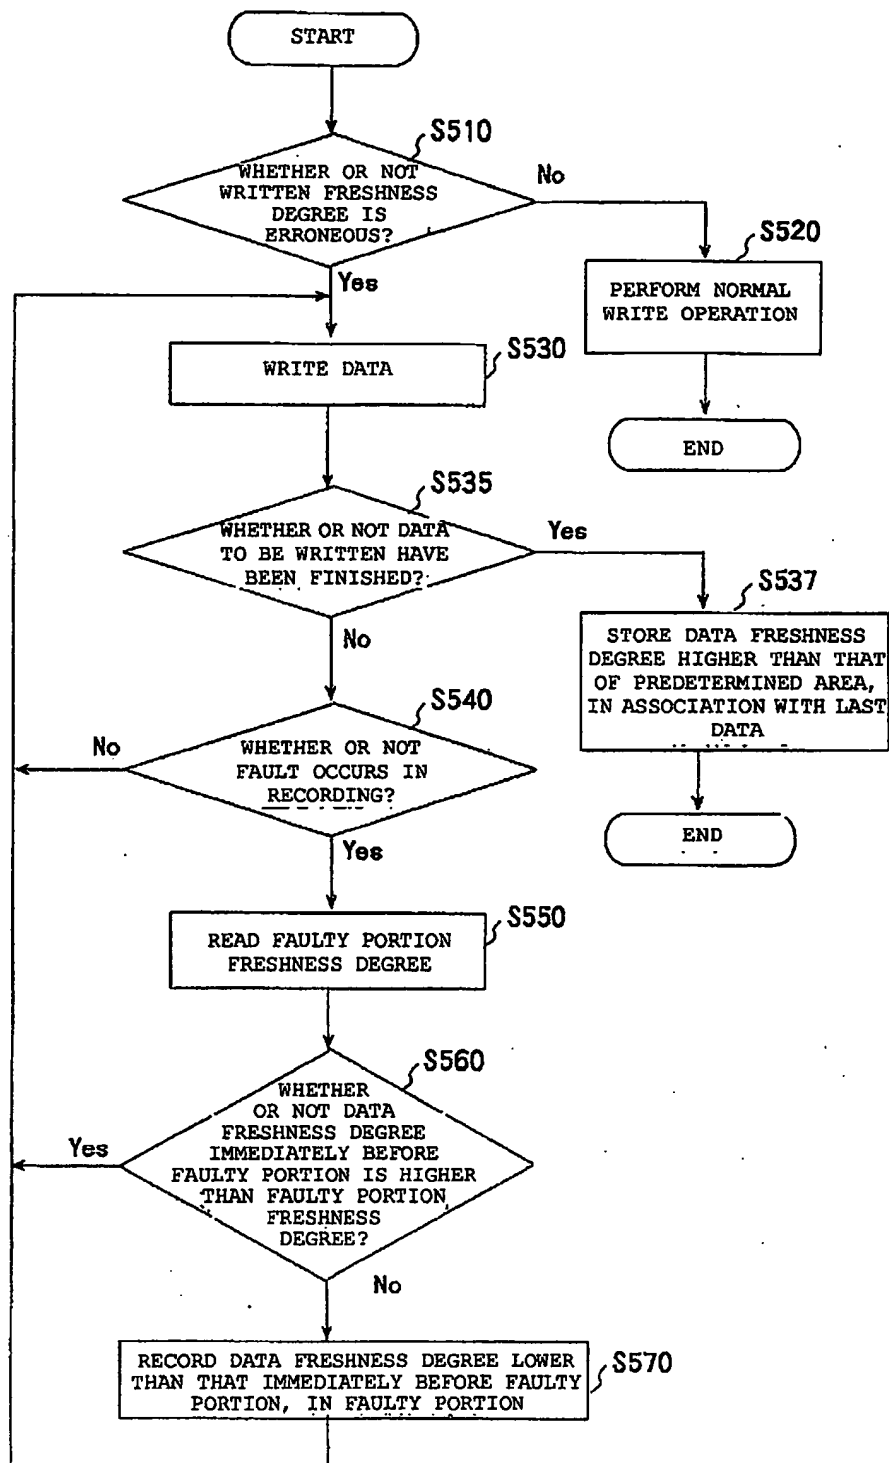 START
S510
WHETHER OR NOT
WRITTEN FRESHNESS
DEGREE IS
ERRONEOUS?
No
Yes
S520
PERFORM NORMAL
WRITE OPERATION
END
S530
WRITE DATA
S535
WHETHER OR NOT DATA
TO BE WRITTEN HAVE
BEEN FINISHED?
Yes
No
S537
STORE DATA FRESHNESS
DEGREE HIGHER THAN THAT
OF PREDETERMINED AREA,
IN ASSOCIATION WITH LAST
DATA
END
S540
WHETHER OR NOT
FAULT OCCURS IN
RECORDING?
No
Yes
S550
READ FAULTY PORTION
FRESHNESS DEGREE
S560
WHETHER
OR NOT DATA
FRESHNESS DEGREE
IMMEDIATELY BEFORE
FAULTY PORTION IS HIGHER
THAN FAULTY PORTION
FRESHNESS
DEGREE?
Yes
No
S570
RECORD DATA FRESHNESS DEGREE LOWER
THAN THAT IMMEDIATELY BEFORE FAULTY
PORTION, IN FAULTY PORTION